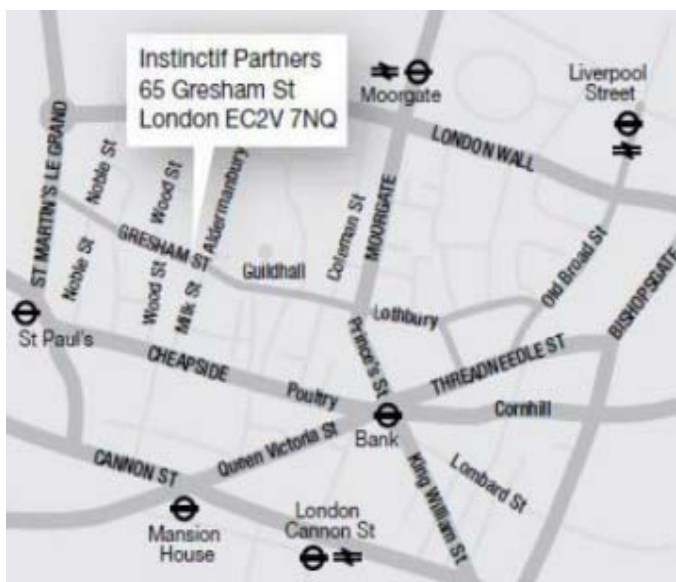 Instinctif Partners
65 Gresham St
London EC2V 7NQ
Moorgate
Liverpool
Street
LONDON WALL
ST MARTIN'S LE GRAND
Noble St
Wood St
Aldermanbury
Coleman St
MOORGATE
GRESHAM ST
Guildhall
Noble St
Wood St
Milk St
Old Broad St
BISHOPSGATE
Lothbury
St Paul's
Prince's St
THREADNEEDLE ST
CHEAPSIDE
Poultry
Cornhill
Bank
Queen Victoria St
Lombard St
King William St
CANNON ST
Mansion
House
London
Cannon St